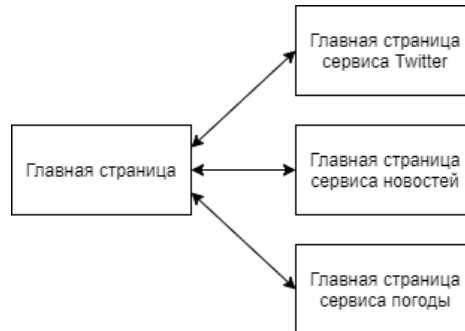 Главная страница
сервиса Twitter
Главная страница
Главная страница
сервиса новостей
Главная страница
сервиса погоды